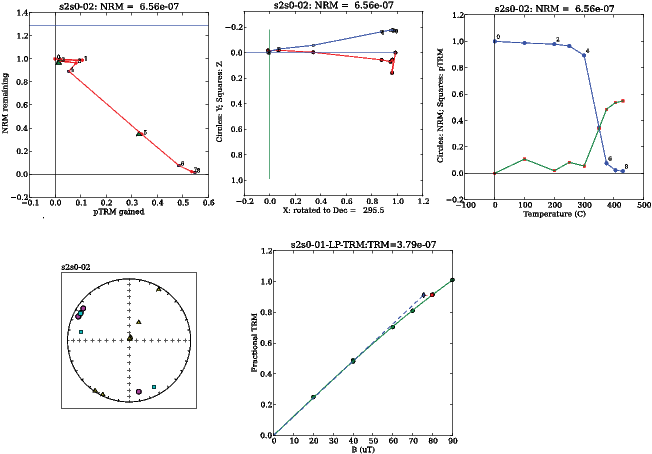 s2s0-02: NRM = 6.56e-07
NRM remaining
1.4
1.2
1.0
0.8
0.6
0.4
0.2
0.0
−0.2
−0.1 0.0 0.1 0.2 0.3 0.4 0.5 0.6
pTRM gained
1
4
5
6
s2s0-02: NRM = 6.56e-07
Circles: Y; Squares: Z
−0.2
0.0
0.2
0.4
0.6
0.8
1.0
0.0 0.2 0.4 0.6 0.8 1.0 1.2
X: rotated to Dec = 295.5
s2s0-02: NRM = 6.56e-07
Circles: NRM; Squares: pTRM
1.2
1.0
0.8
0.6
0.4
0.2
0.0
−0.2
−100 0 100 200 300 400 500
Temperature (C)
0
2
4
6
8
s2s0-02
s2s0-01-LP-TRM:TRM=3.79e-07
Fractional TRM
1.2
1.0
0.8
0.6
0.4
0.2
0.0
0 10 20 30 40 50 60 70 80 90
B (uT)